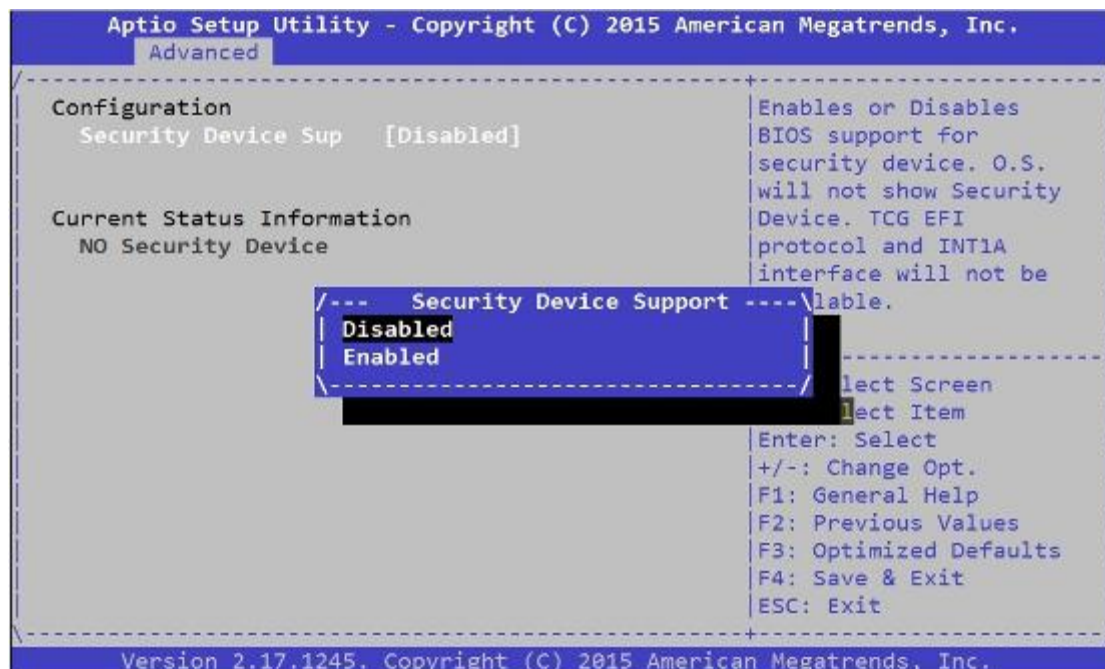 Aptio Setup Utility - Copyright (C) 2015 American Megatrends, Inc.
Advanced
Configuration
Security Device Sup [Disabled]
Current Status Information
NO Security Device
Enables or Disables
BIOS support for
security device. O.S.
will not show Security
Device. TCG EFI
protocol and INT1A
interface will not be
lable.
/--- Security Device Support ----\
Disabled
Enabled
lect Screen
lect Item
Enter: Select
+/-: Change Opt.
F1: General Help
F2: Previous Values
F3: Optimized Defaults
F4: Save & Exit
ESC: Exit
Version 2.17.1245. Copyright (C) 2015 American Megatrends, Inc.